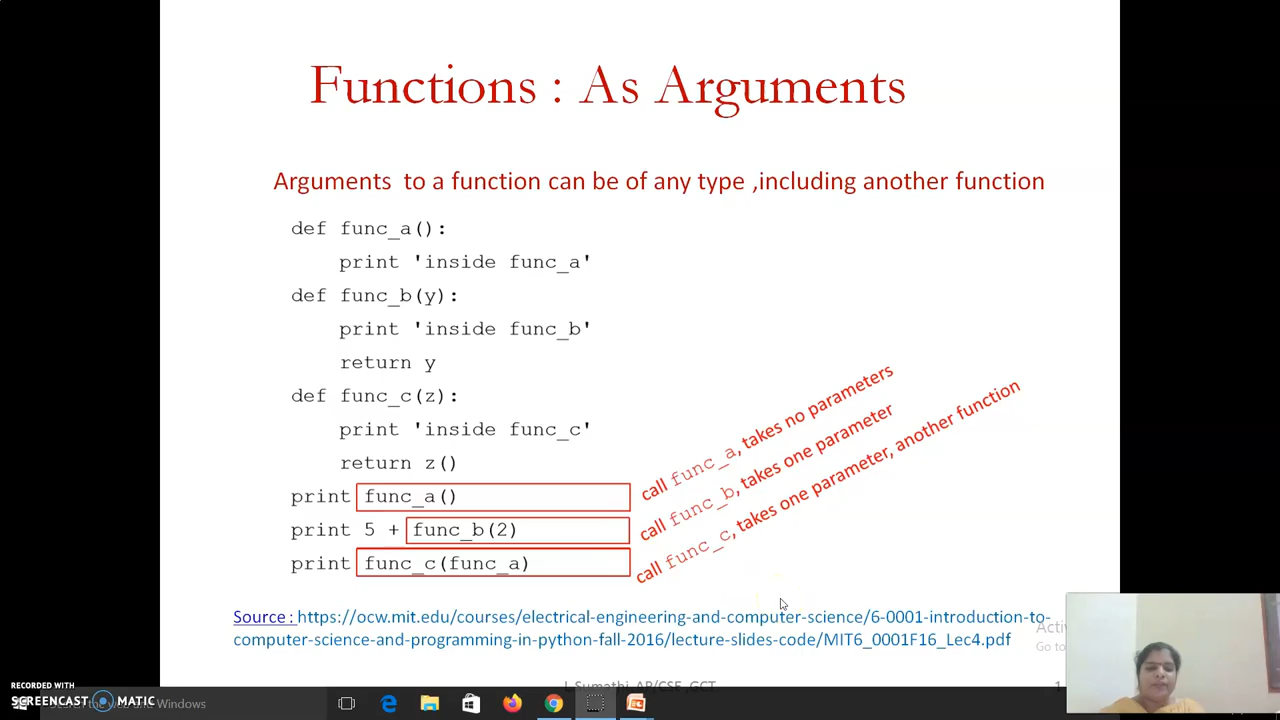 Functions : As Arguments
Arguments to a function can be of any type ,including another function
def func_a():
print 'inside func_a'
def func_b(y):
print 'inside func_b'
return y
def func_c(z):
print 'inside func_c'
return z()
print func_a()
print 5 + func_b(2)
print func_c(func_a)
call func_a, takes no parameters
call func_b, takes one parameter
call func_c, takes one parameter, another function
Source : https://ocw.mit.edu/courses/electrical-engineering-and-computer-science/6-0001-introduction-to-
computer-science-and-programming-in-python-fall-2016/lecture-slides-code/MIT6_0001F16_Lec4.pdf
Activ
Go to
RECORDED WITH
SCREENCAST MATIC
Windows
L.Sumathi, AP/CSE ,GCT